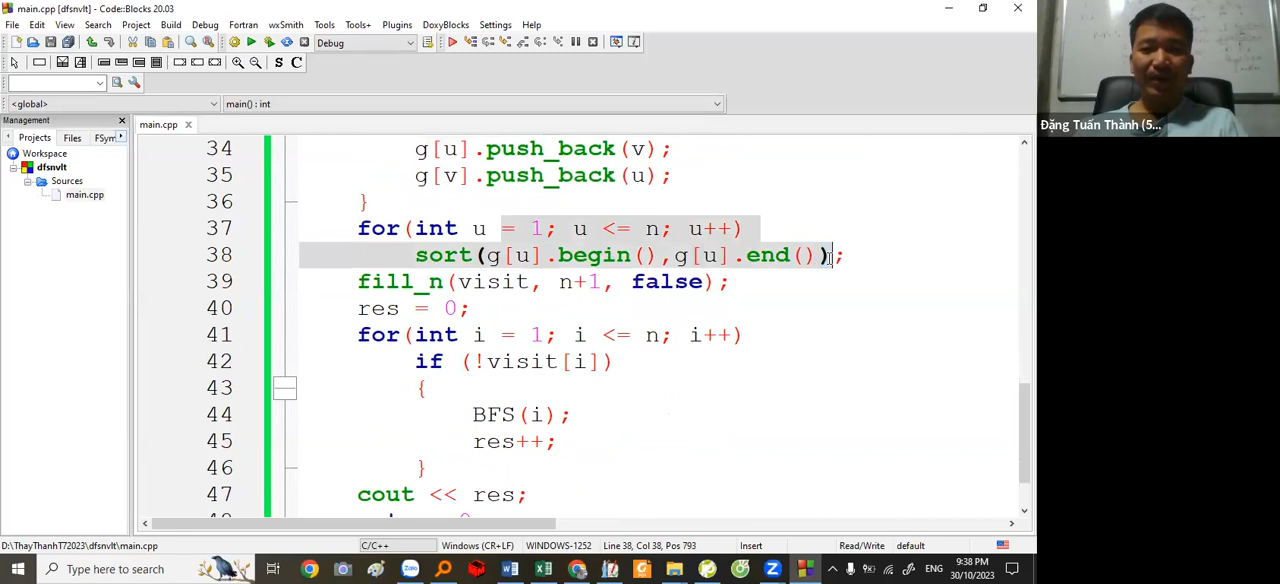 main.cpp [dfsnvlt] - Code::Blocks 20.03
File Edit View Search Project Build Debug Fortran wxSmith Tools Tools+ Plugins DoxyBlocks Settings Help
Debug
S C
<global> main() : int
Management
Projects Files FSym
Workspace
dfsnvlt
Sources
main.cpp
main.cpp
34 g[u].push_back(v);
35 g[v].push_back(u);
36 }
37 for(int u = 1; u <= n; u++)
38 sort(g[u].begin(),g[u].end());
39 fill_n(visit, n+1, false);
40 res = 0;
41 for(int i = 1; i <= n; i++)
42 if (!visit[i])
43 {
44 BFS(i);
45 res++;
46 }
47 cout << res;
Đặng Tuấn Thành (5...
D:\ThayThanhT72023\dfsnvlt\main.cpp C/C++ Windows (CR+LF) WINDOWS-1252 Line 38, Col 38, Pos 793 Insert Read/Write default
Type here to search
ENG
9:38 PM
30/10/2023